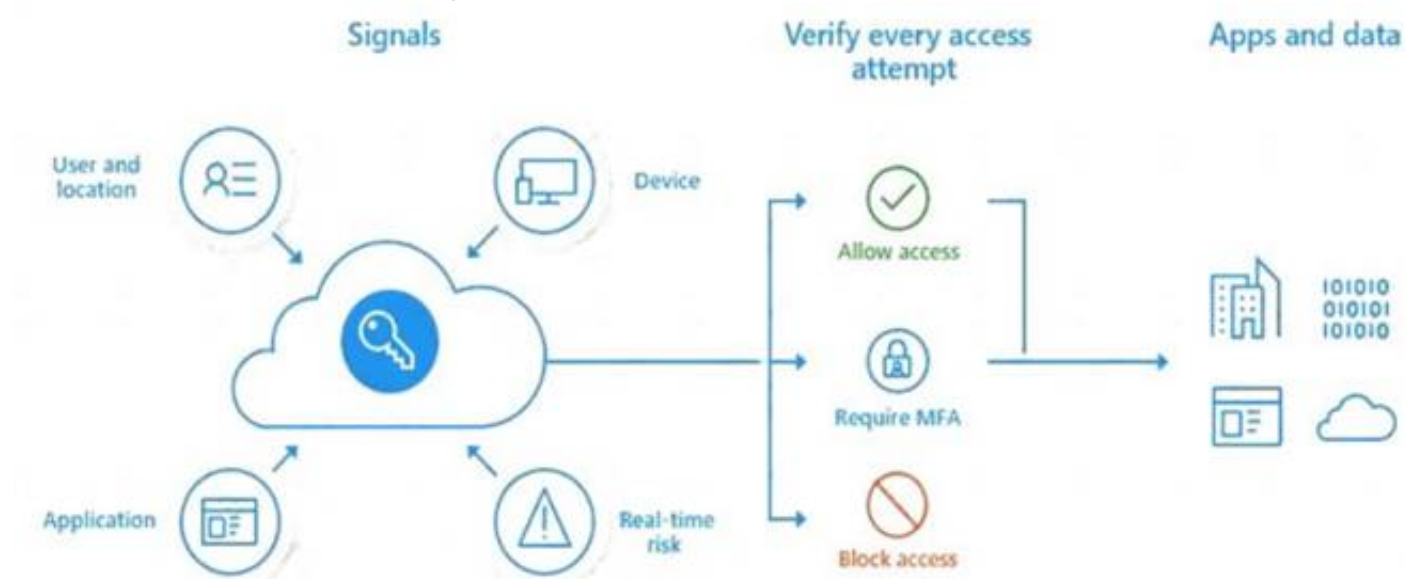 Signals
Verify every access
attempt
Apps and data
User and
location
Device
Allow access
101010
010101
101010
Require MFA
Application
Real-time
risk
Block access